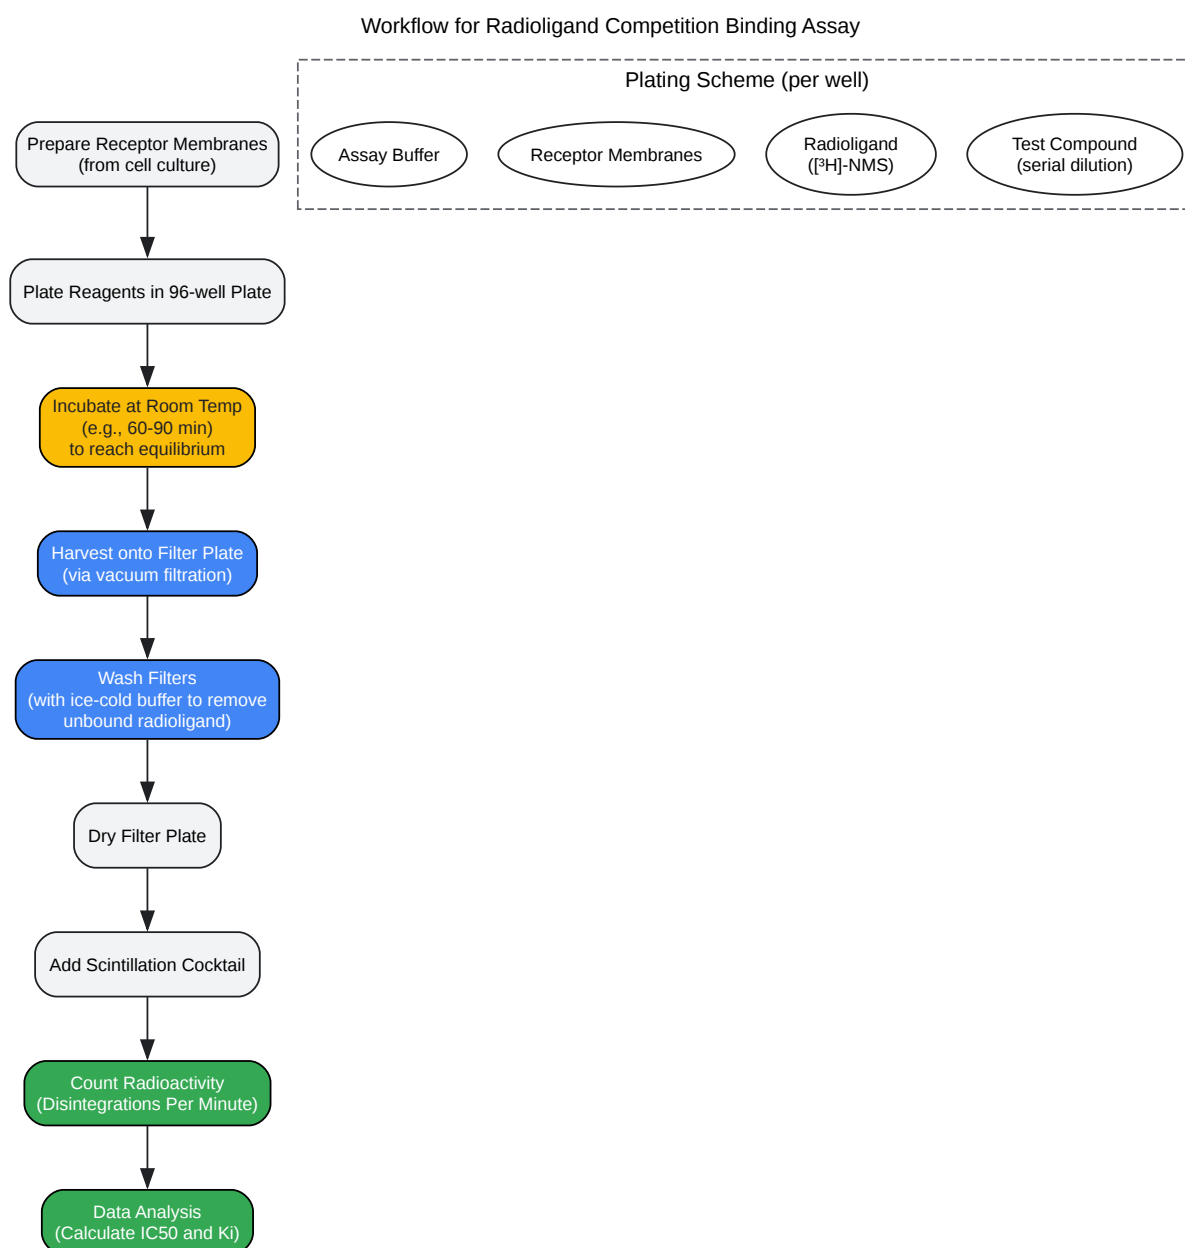 Workflow for Radioligand Competition Binding Assay
Plating Scheme (per well)
Assay Buffer
Receptor Membranes
Radioligand
([³H]-NMS)
Test Compound
(serial dilution)
Prepare Receptor Membranes
(from cell culture)
Plate Reagents in 96-well Plate
Incubate at Room Temp
(e.g., 60-90 min)
to reach equilibrium
Harvest onto Filter Plate
(via vacuum filtration)
Wash Filters
(with ice-cold buffer to remove
unbound radioligand)
Dry Filter Plate
Add Scintillation Cocktail
Count Radioactivity
(Disintegrations Per Minute)
Data Analysis
(Calculate IC50 and Ki)